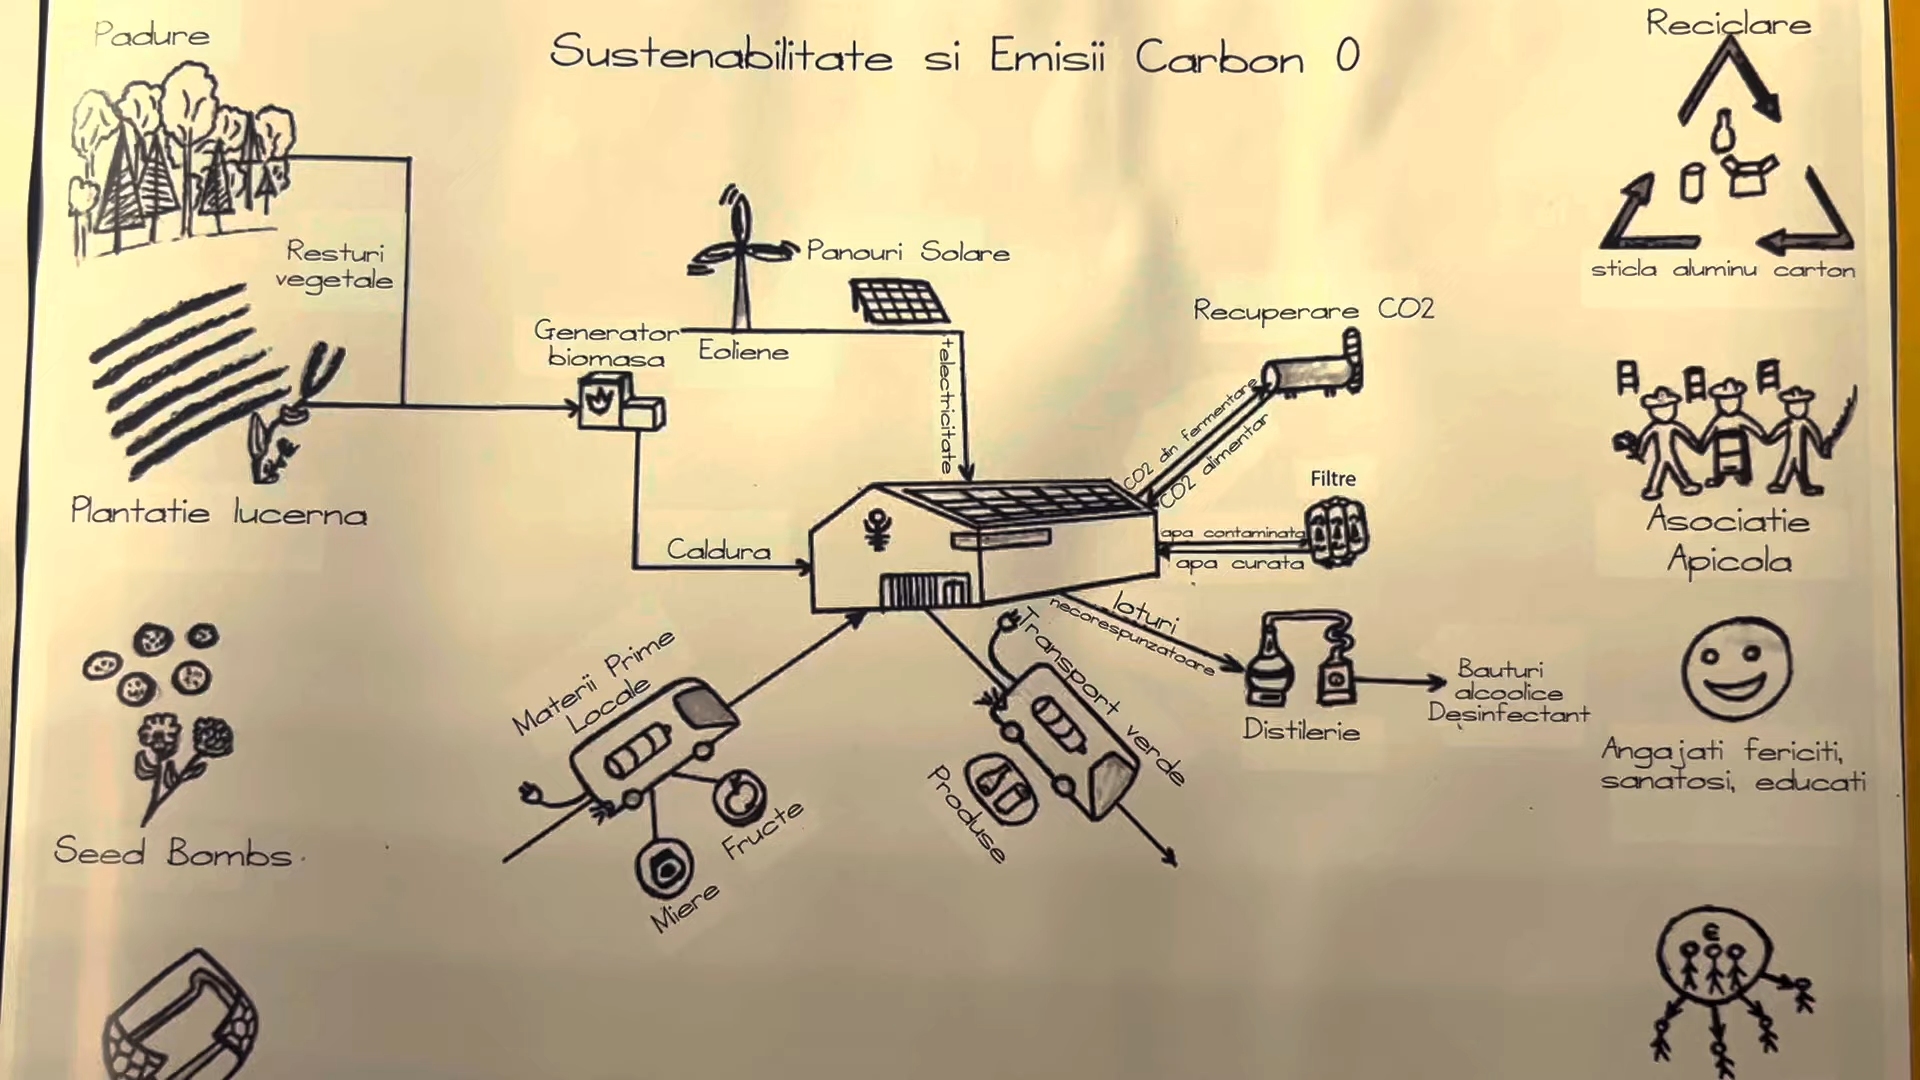 Sustenabilitate si Emisii Carbon 0
Padure
Resturi
vegetale
Plantatie lucerna
Seed Bombs
Generator
biomasa
Eoliene
Panouri Solare
electricitate
Caldura
Recuperare CO2
CO2 din fermentare
CO2 alimentar
Filtre
apa contaminata
apa curata
loturi
necorespunzatoare
Distilerie
Bauturi
alcoolice
Desinfectant
Materii Prime
Locale
Fructe
Miere
Transport verde
Produse
Reciclare
sticla aluminu carton
Asociatie
Apicola
Angajati fericiti,
sanatosi, educati
€